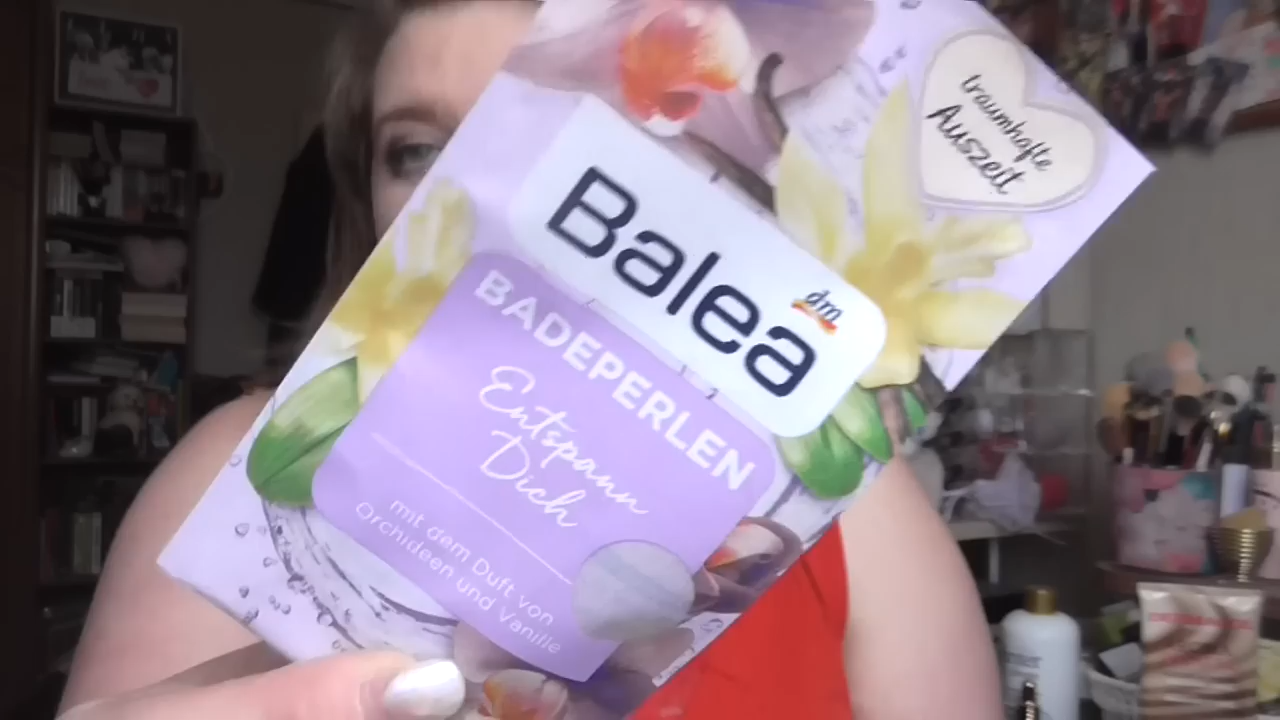 traumhafte
Auszeit
Balea
dm
BADEPERLEN
Entspann
Dich
mit dem Duft von
Orchideen und Vanille